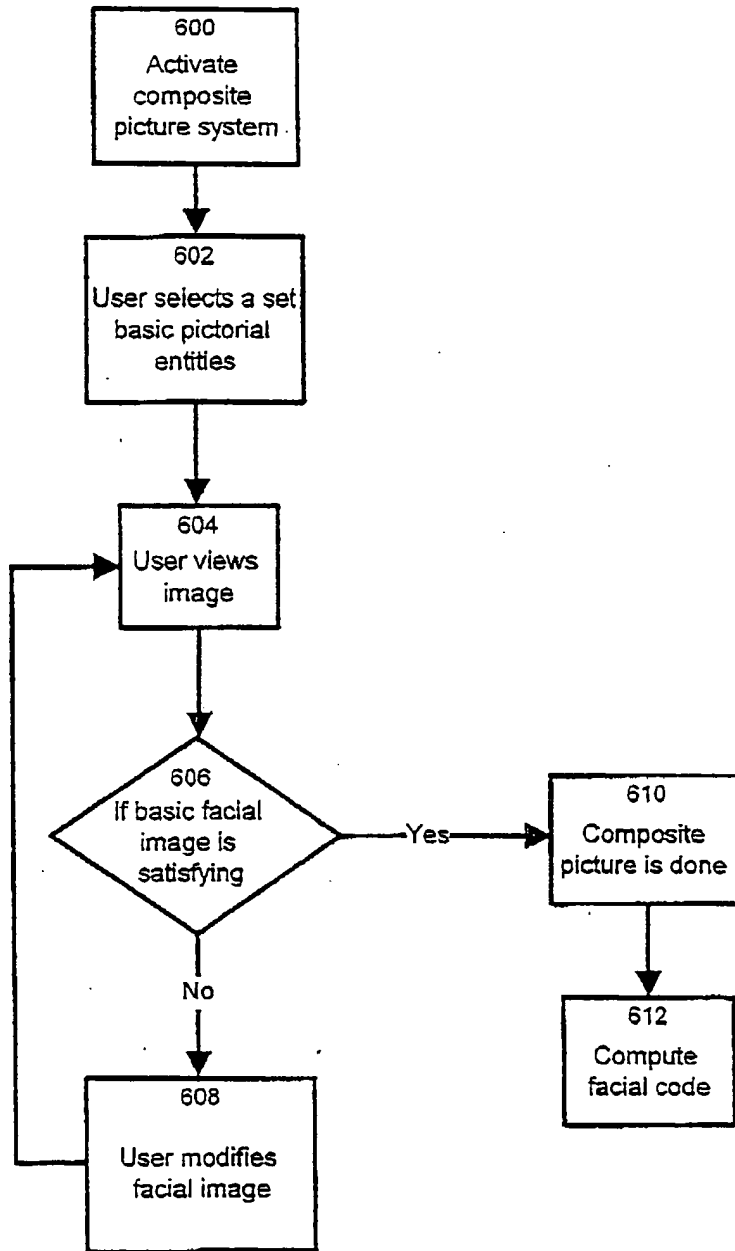 600
Activate
composite
picture system
602
User selects a set
basic pictorial
entities
604
User views
image
606
If basic facial
image is
satisfying
Yes
No
608
User modifies
facial image
610
Composite
picture is done
612
Compute
facial code